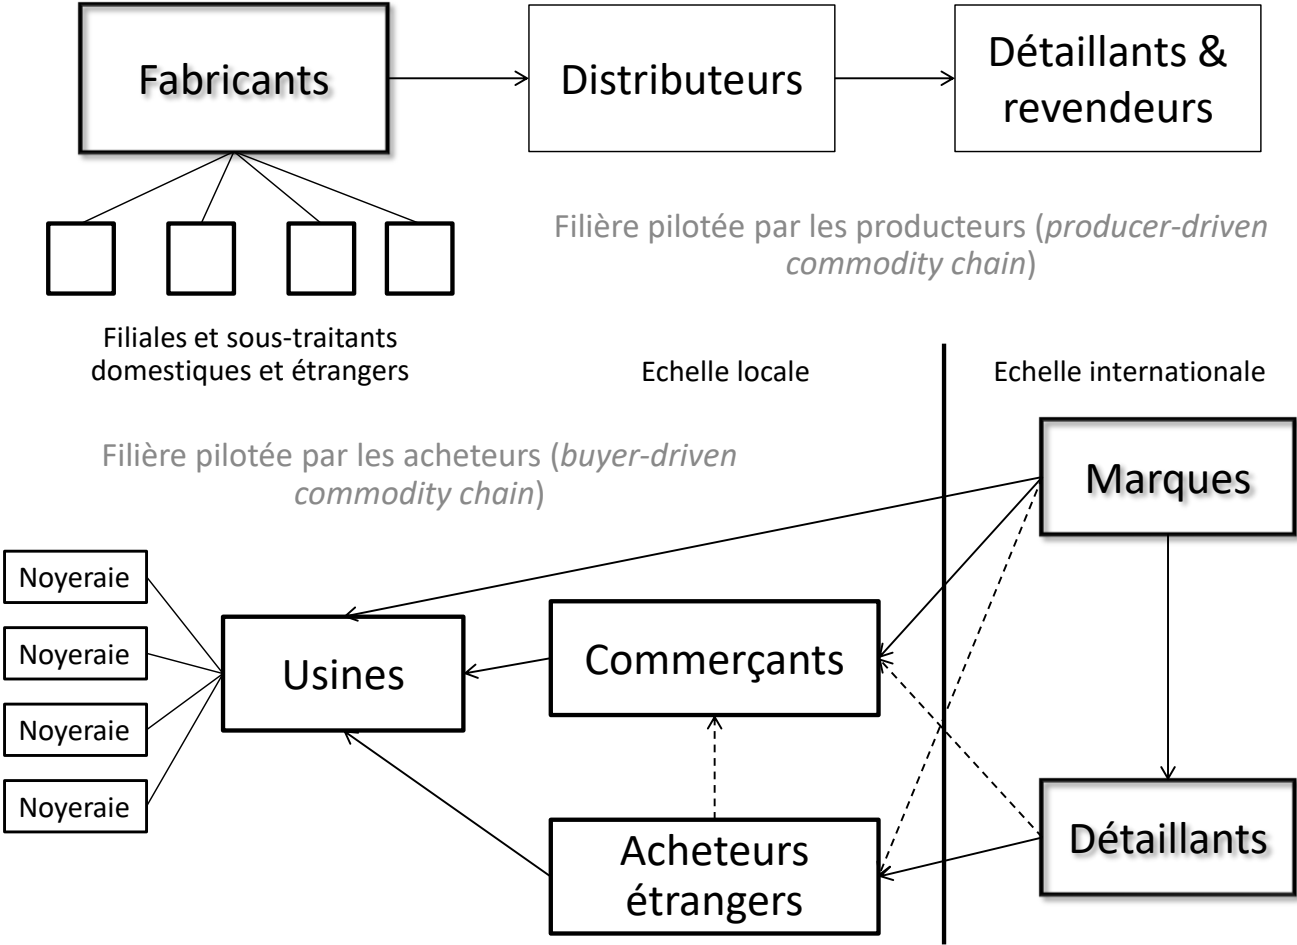 Fabricants
Distributeurs
Détaillants &
revendeurs
Filière pilotée par les producteurs (producer-driven
commodity chain)
Filiales et sous-traitants
domestiques et étrangers
Echelle locale
Echelle internationale
Filière pilotée par les acheteurs (buyer-driven
commodity chain)
Marques
Noyeraie
Noyeraie
Noyeraie
Noyeraie
Usines
Commerçants
Acheteurs
étrangers
Détaillants